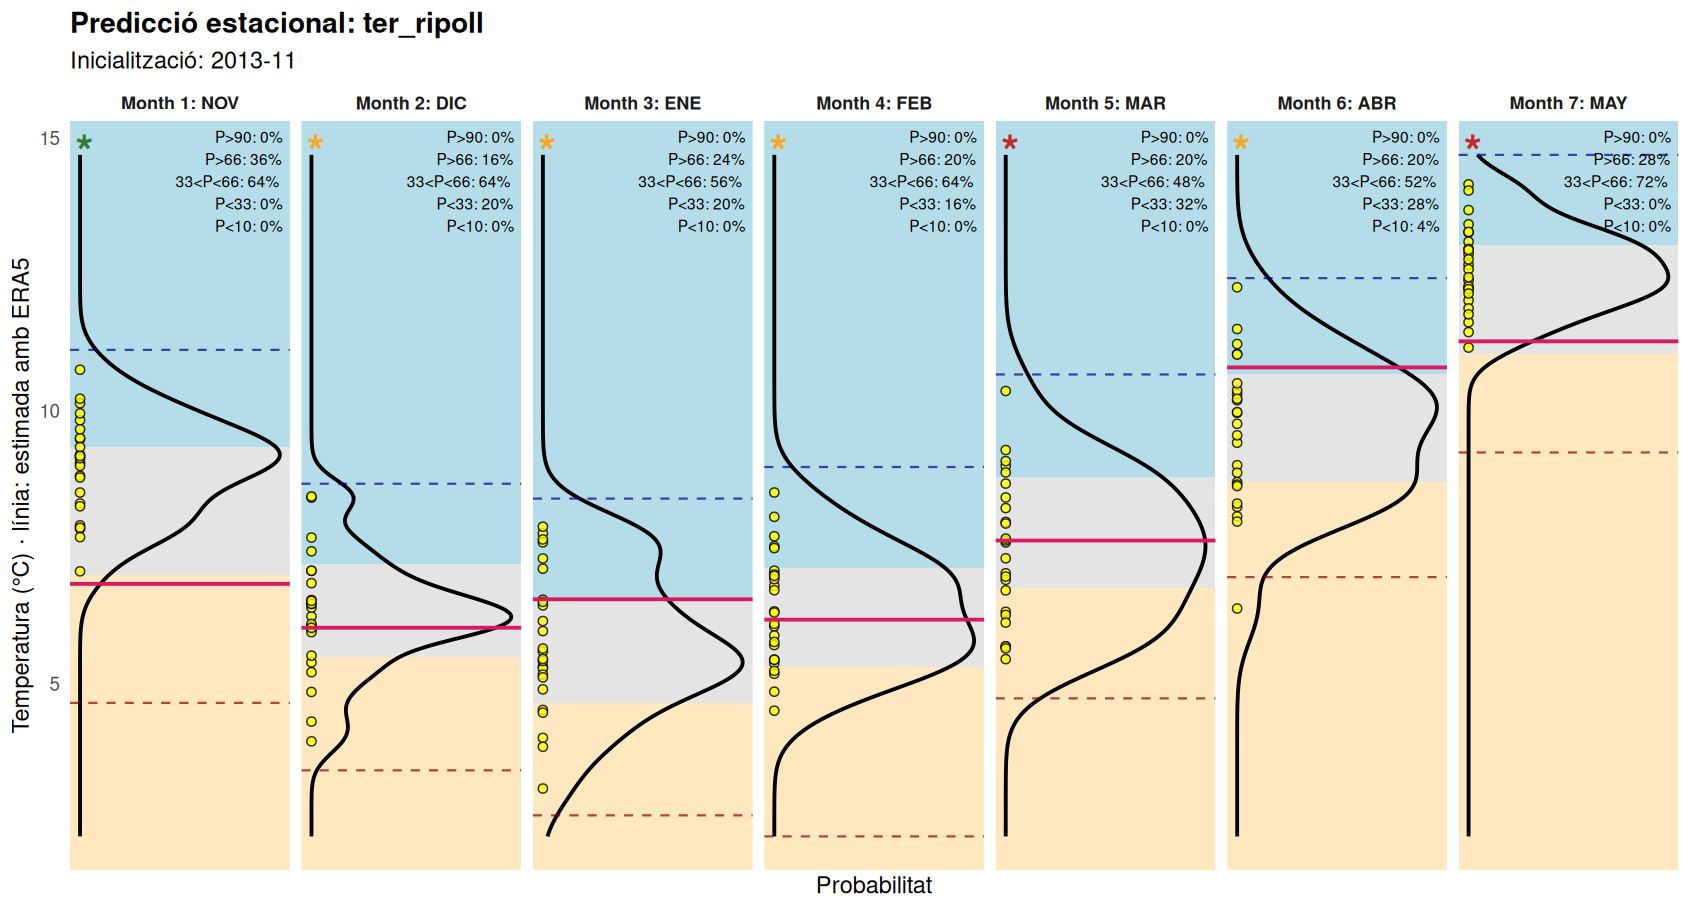 Predicció estacional: ter_ripoll
Inicialització: 2013-11
Month 1: NOV
Month 2: DIC
Month 3: ENE
Month 4: FEB
Month 5: MAR
Month 6: ABR
Month 7: MAY
Temperatura (°C) · línia: estimada amb ERA5
15
10
5
*
P>90: 0%
P>66: 36%
33<P<66: 64%
P<33: 0%
P<10: 0%
*
P>90: 0%
P>66: 16%
33<P<66: 64%
P<33: 20%
P<10: 0%
*
P>90: 0%
P>66: 24%
33<P<66: 56%
P<33: 20%
P<10: 0%
*
P>90: 0%
P>66: 20%
33<P<66: 64%
P<33: 16%
P<10: 0%
*
P>90: 0%
P>66: 20%
33<P<66: 48%
P<33: 32%
P<10: 0%
*
P>90: 0%
P>66: 20%
33<P<66: 52%
P<33: 28%
P<10: 4%
*
P>90: 0%
P>66: 28%
33<P<66: 72%
P<33: 0%
P<10: 0%
Probabilitat